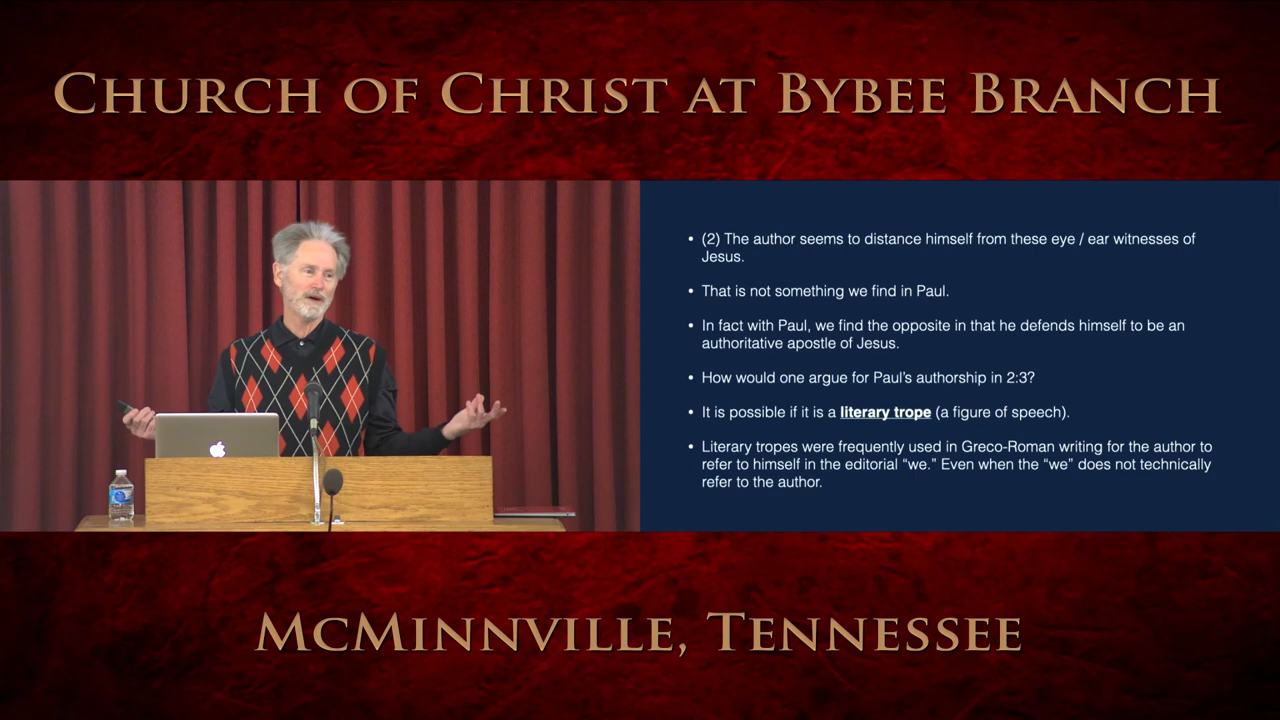 CHURCH OF CHRIST AT BYBEE BRANCH
• (2) The author seems to distance himself from these eye / ear witnesses of
Jesus.
• That is not something we find in Paul.
• In fact with Paul, we find the opposite in that he defends himself to be an
authoritative apostle of Jesus.
• How would one argue for Paul's authorship in 2:3?
• It is possible if it is a literary trope (a figure of speech).
• Literary tropes were frequently used in Greco-Roman writing for the author to
refer to himself in the editorial “we.” Even when the “we” does not technically
refer to the author.
MCMINNVILLE, TENNESSEE